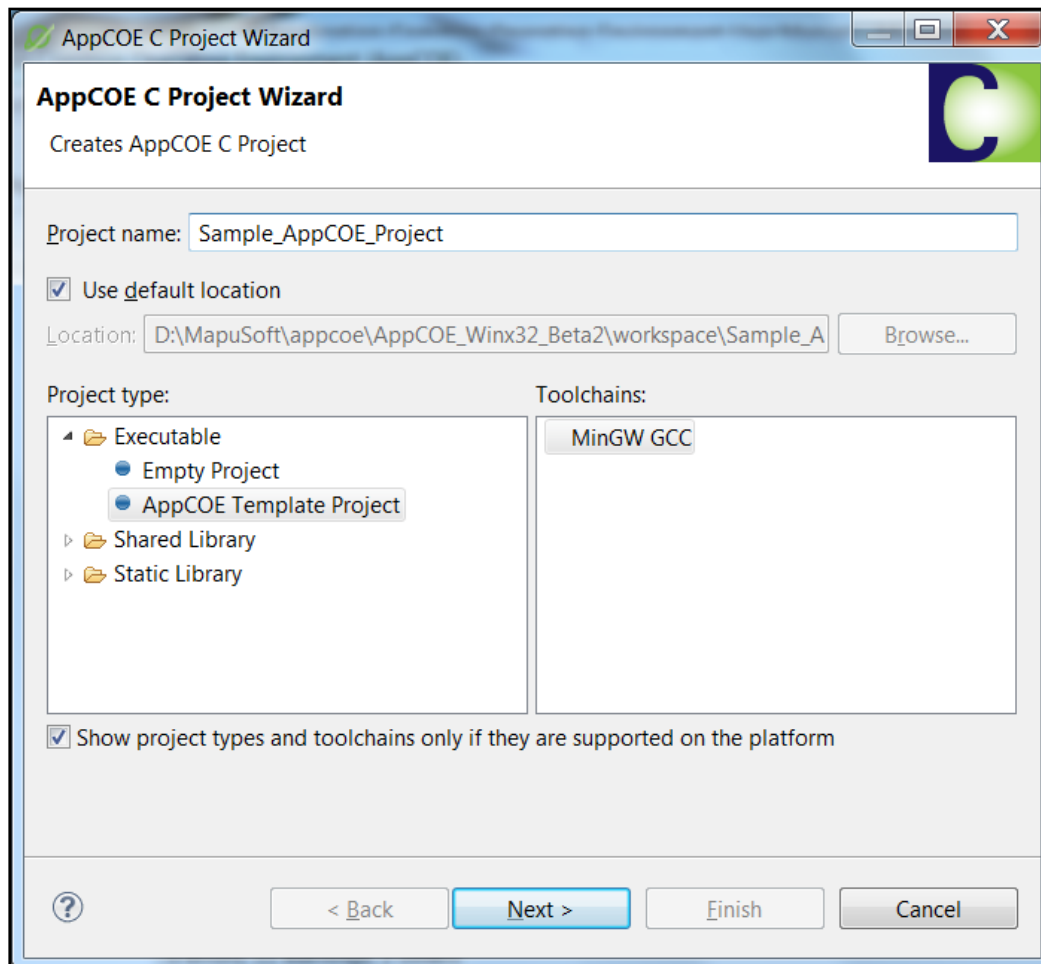 AppCOE C Project Wizard
AppCOE C Project Wizard
Creates AppCOE C Project
Project name: Sample_AppCOE_Project
Use default location
Location: D:\MapuSoft\appcoe\AppCOE_Winx32_Beta2\workspace\Sample_A Browse...
Project type: Toolchains:
Executable MinGW GCC
Empty Project
AppCOE Template Project
Shared Library
Static Library
Show project types and toolchains only if they are supported on the platform
? < Back Next > Finish Cancel